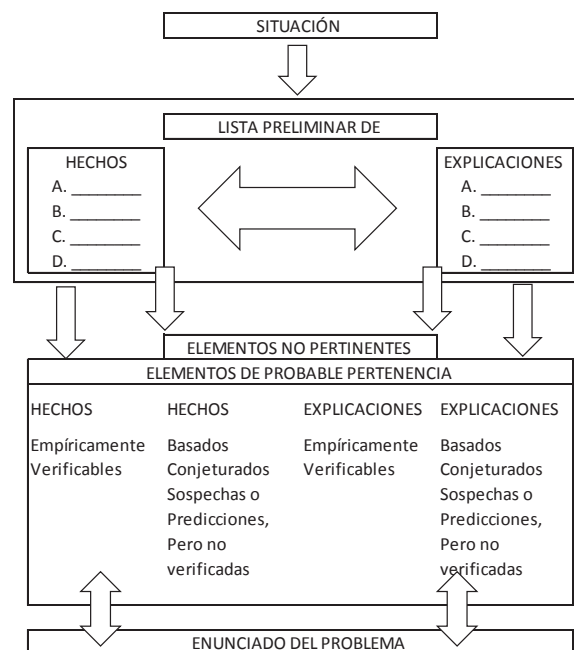 SITUACIÓN
LISTA PRELIMINAR DE
HECHOS
A. ________
B. ________
C. ________
D. ________
EXPLICACIONES
A. ________
B. ________
C. ________
D. ________
ELEMENTOS NO PERTINENTES
ELEMENTOS DE PROBABLE PERTENENCIA
HECHOS
Empíricamente
Verificables
HECHOS
Basados
Conjeturados
Sospechas o
Predicciones,
Pero no
verificadas
EXPLICACIONES
Empíricamente
Verificables
EXPLICACIONES
Basados
Conjeturados
Sospechas o
Predicciones,
Pero no
verificadas
ENUNCIADO DEL PROBLEMA